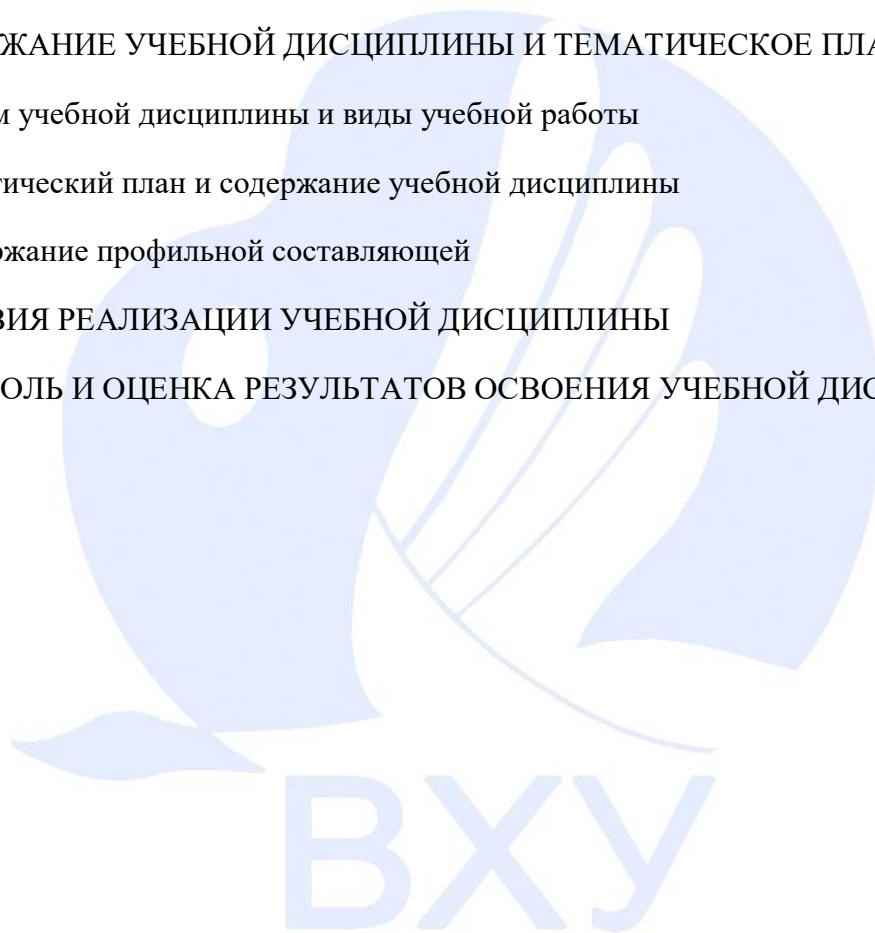 ЖАНИЕ УЧЕБНОЙ ДИСЦИПЛИНЫ И ТЕМАТИЧЕСКОЕ ПЛА
м учебной дисциплины и виды учебной работы
тический план и содержание учебной дисциплины
ржание профильной составляющей
ВИЯ РЕАЛИЗАЦИИ УЧЕБНОЙ ДИСЦИПЛИНЫ
ОЛЬ И ОЦЕНКА РЕЗУЛЬТАТОВ ОСВОЕНИЯ УЧЕБНОЙ ДИС
ВХУ